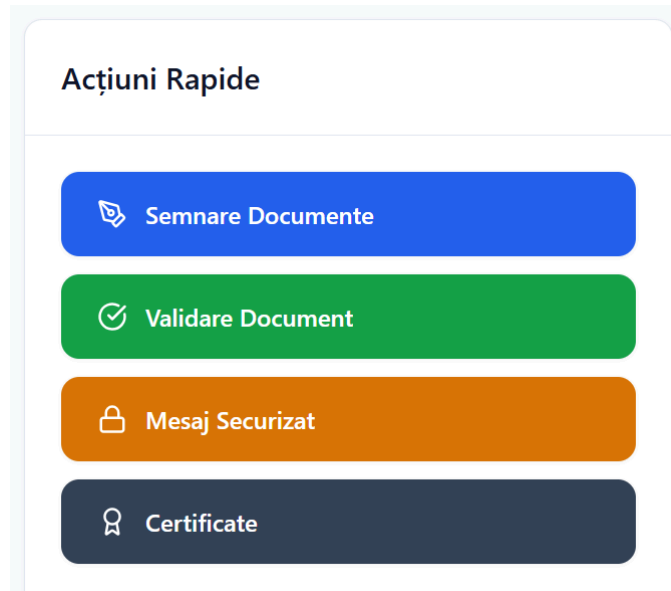 Acțiuni Rapide
Semnare Documente
Validare Document
Mesaj Securizat
Certificate